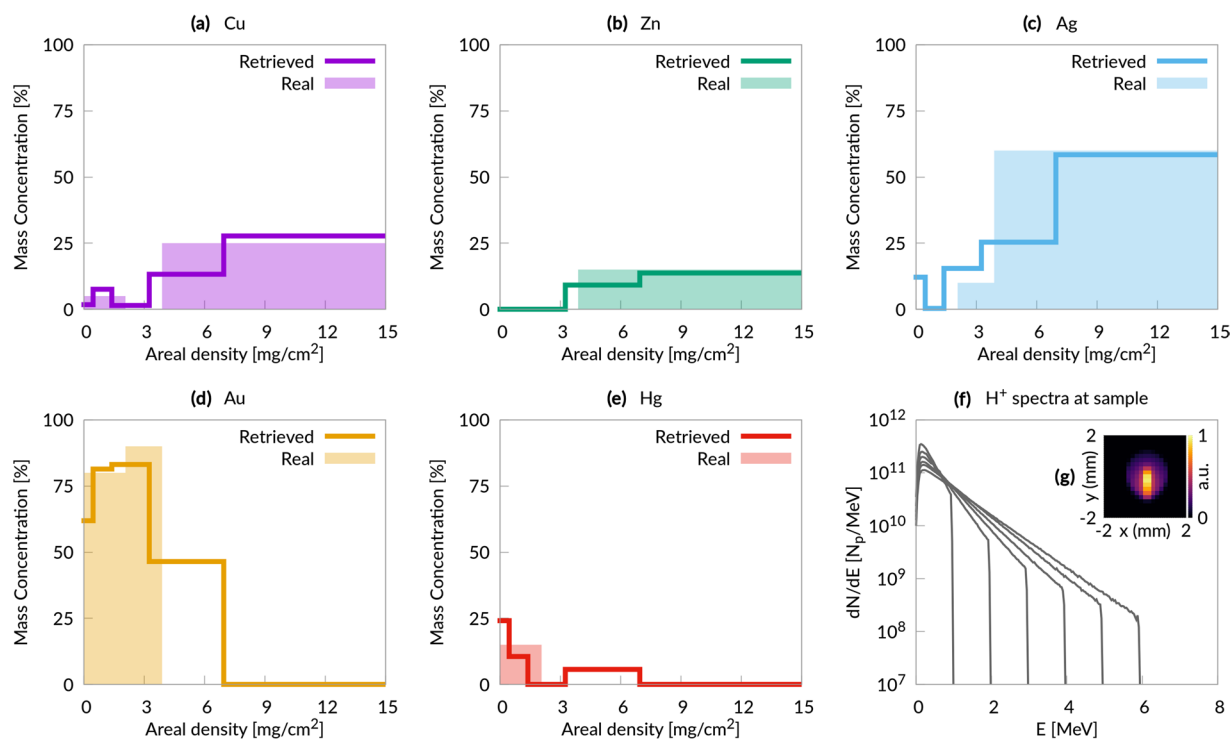 (a) Cu
100
75
50
25
0
Mass Concentration [%]
Retrieved
Real
0 3 6 9 12 15
Areal density [mg/cm²]
(b) Zn
100
75
50
25
0
Mass Concentration [%]
Retrieved
Real
0 3 6 9 12 15
Areal density [mg/cm²]
(c) Ag
100
75
50
25
0
Mass Concentration [%]
Retrieved
Real
0 3 6 9 12 15
Areal density [mg/cm²]
(d) Au
100
75
50
25
0
Mass Concentration [%]
Retrieved
Real
0 3 6 9 12 15
Areal density [mg/cm²]
(e) Hg
100
75
50
25
0
Mass Concentration [%]
Retrieved
Real
0 3 6 9 12 15
Areal density [mg/cm²]
(f) H⁺ spectra at sample
10¹²
10¹¹
10¹⁰
10⁹
10⁸
10⁷
dN/dE [Nₚ/MeV]
(g)
2
-2
y (mm)
-2 x (mm) 2
1
0
a.u.
0 2 4 6 8
E [MeV]